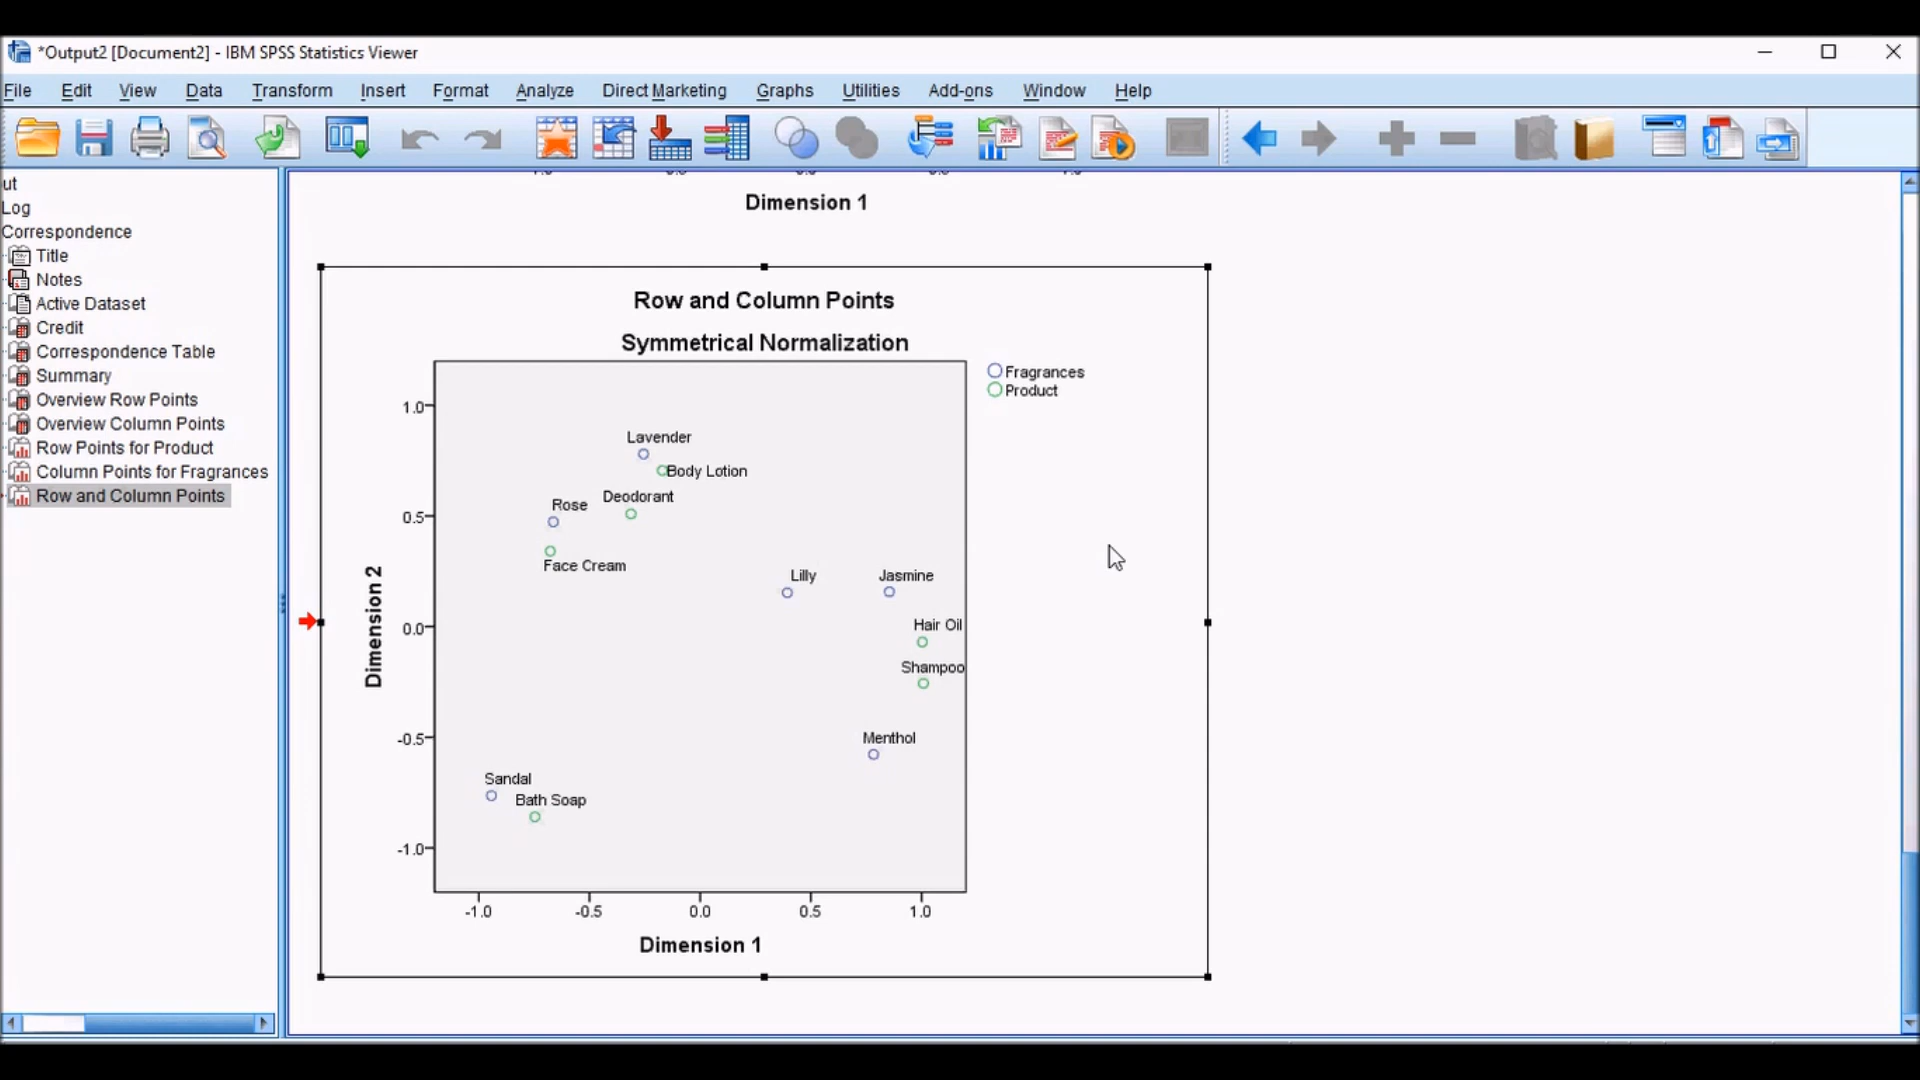 *Output2 [Document2] - IBM SPSS Statistics Viewer
File Edit View Data Transform Insert Format Analyze Direct Marketing Graphs Utilities Add-ons Window Help
ut
Log
Correspondence
Title
Notes
Active Dataset
Credit
Correspondence Table
Summary
Overview Row Points
Overview Column Points
Row Points for Product
Column Points for Fragrances
Row and Column Points
Dimension 1
Row and Column Points
Symmetrical Normalization
Fragrances
Product
1.0
Lavender
Body Lotion
Deodorant
Rose
0.5
Face Cream
Lilly
Jasmine
Hair Oil
0.0
Shampoo
Dimension 2
Menthol
-0.5
Sandal
Bath Soap
-1.0
-1.0 -0.5 0.0 0.5 1.0
Dimension 1